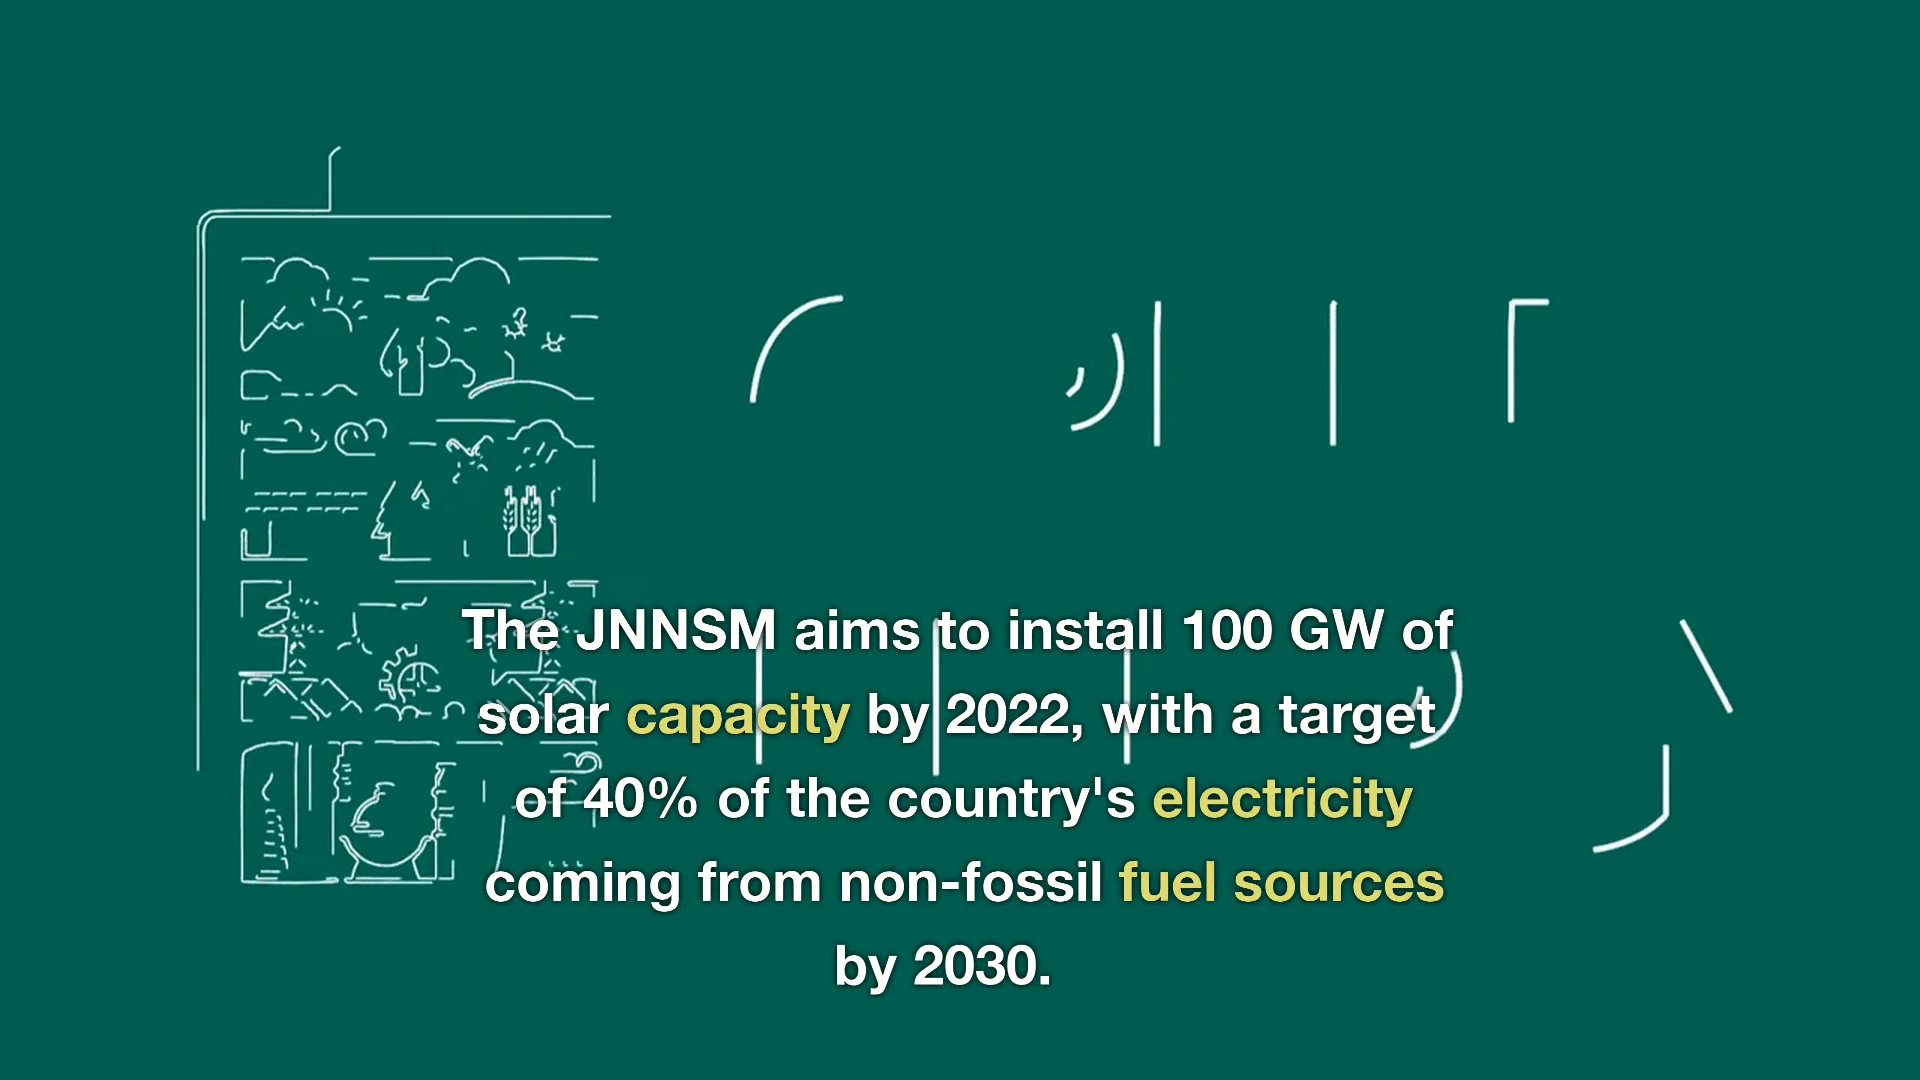 The JNNSM aims to install 100 GW of
solar capacity by 2022, with a target
of 40% of the country's electricity
coming from non-fossil fuel sources
by 2030.